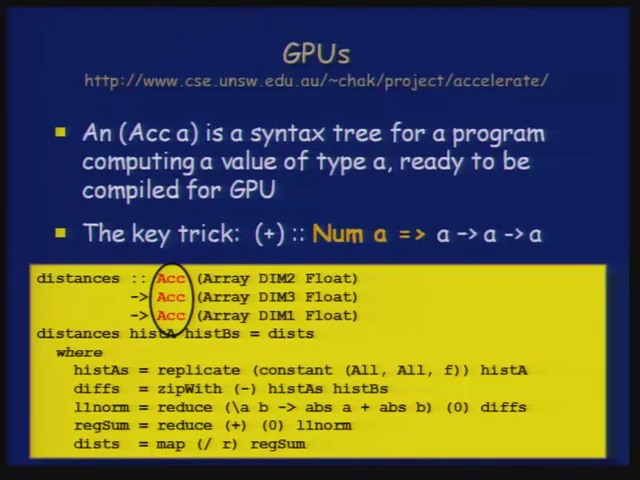 GPUs
http://www.cse.unsw.edu.au/~chak/project/accelerate/
An (Acc a) is a syntax tree for a program
computing a value of type a, ready to be
compiled for GPU
The key trick: (+) :: Num a => a -> a -> a
distances :: Acc (Array DIM2 Float)
-> Acc (Array DIM3 Float)
-> Acc (Array DIM1 Float)
distances histA histBs = dists
where
histAs = replicate (constant (All, All, f)) histA
diffs = zipWith (-) histAs histBs
l1norm = reduce (\a b -> abs a + abs b) (0) diffs
regSum = reduce (+) (0) l1norm
dists = map (/ r) regSum